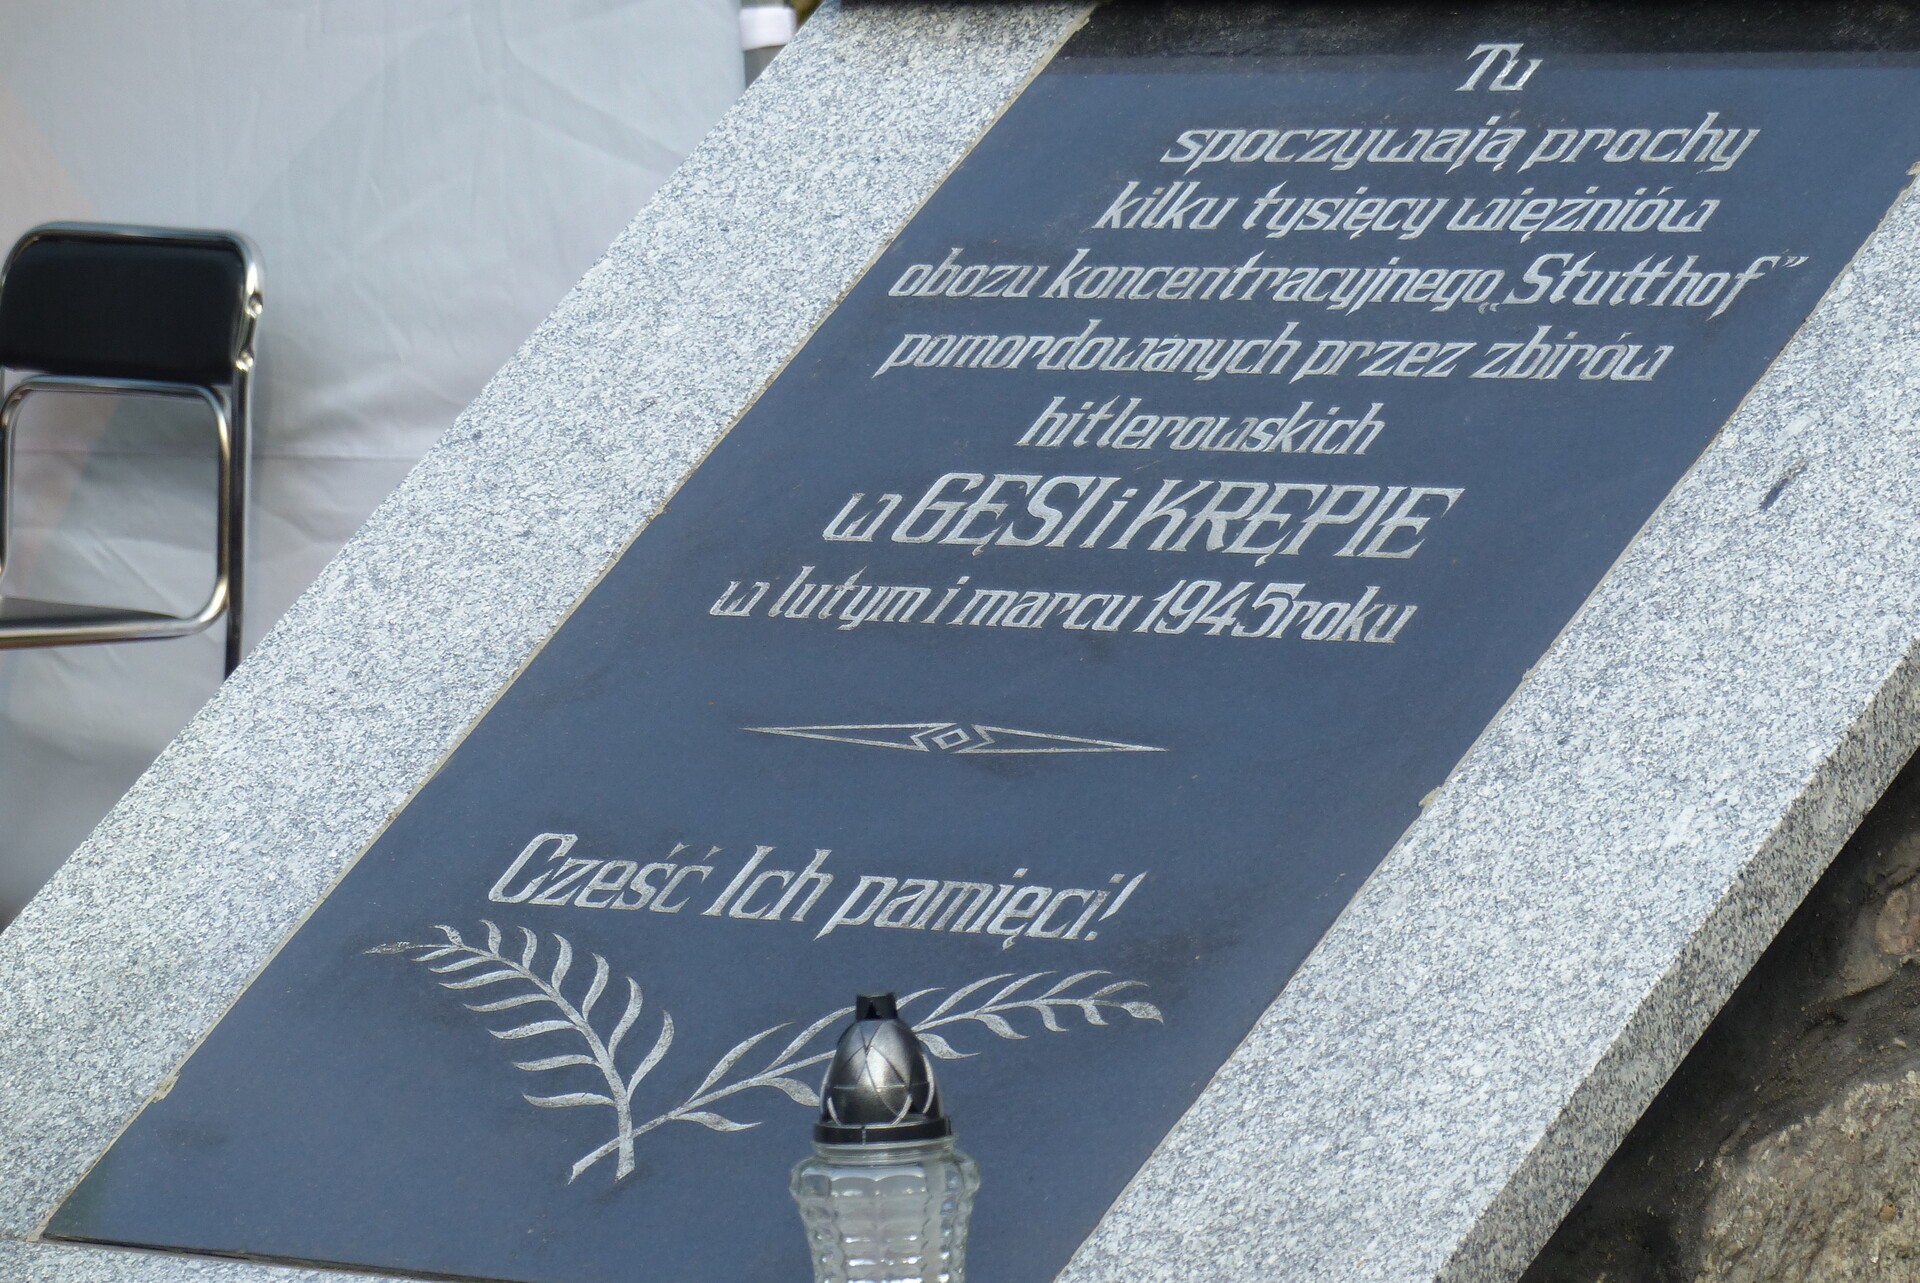 Tu
spoczywają prochy
kilku tysięcy więźniów
obozu koncentracyjnego „Stutthof”
pomordowanych przez zbirów
hitlerowskich
w GĘSI i KRĘPIE
w lutym i marcu 1945 roku
Cześć Ich pamięci!